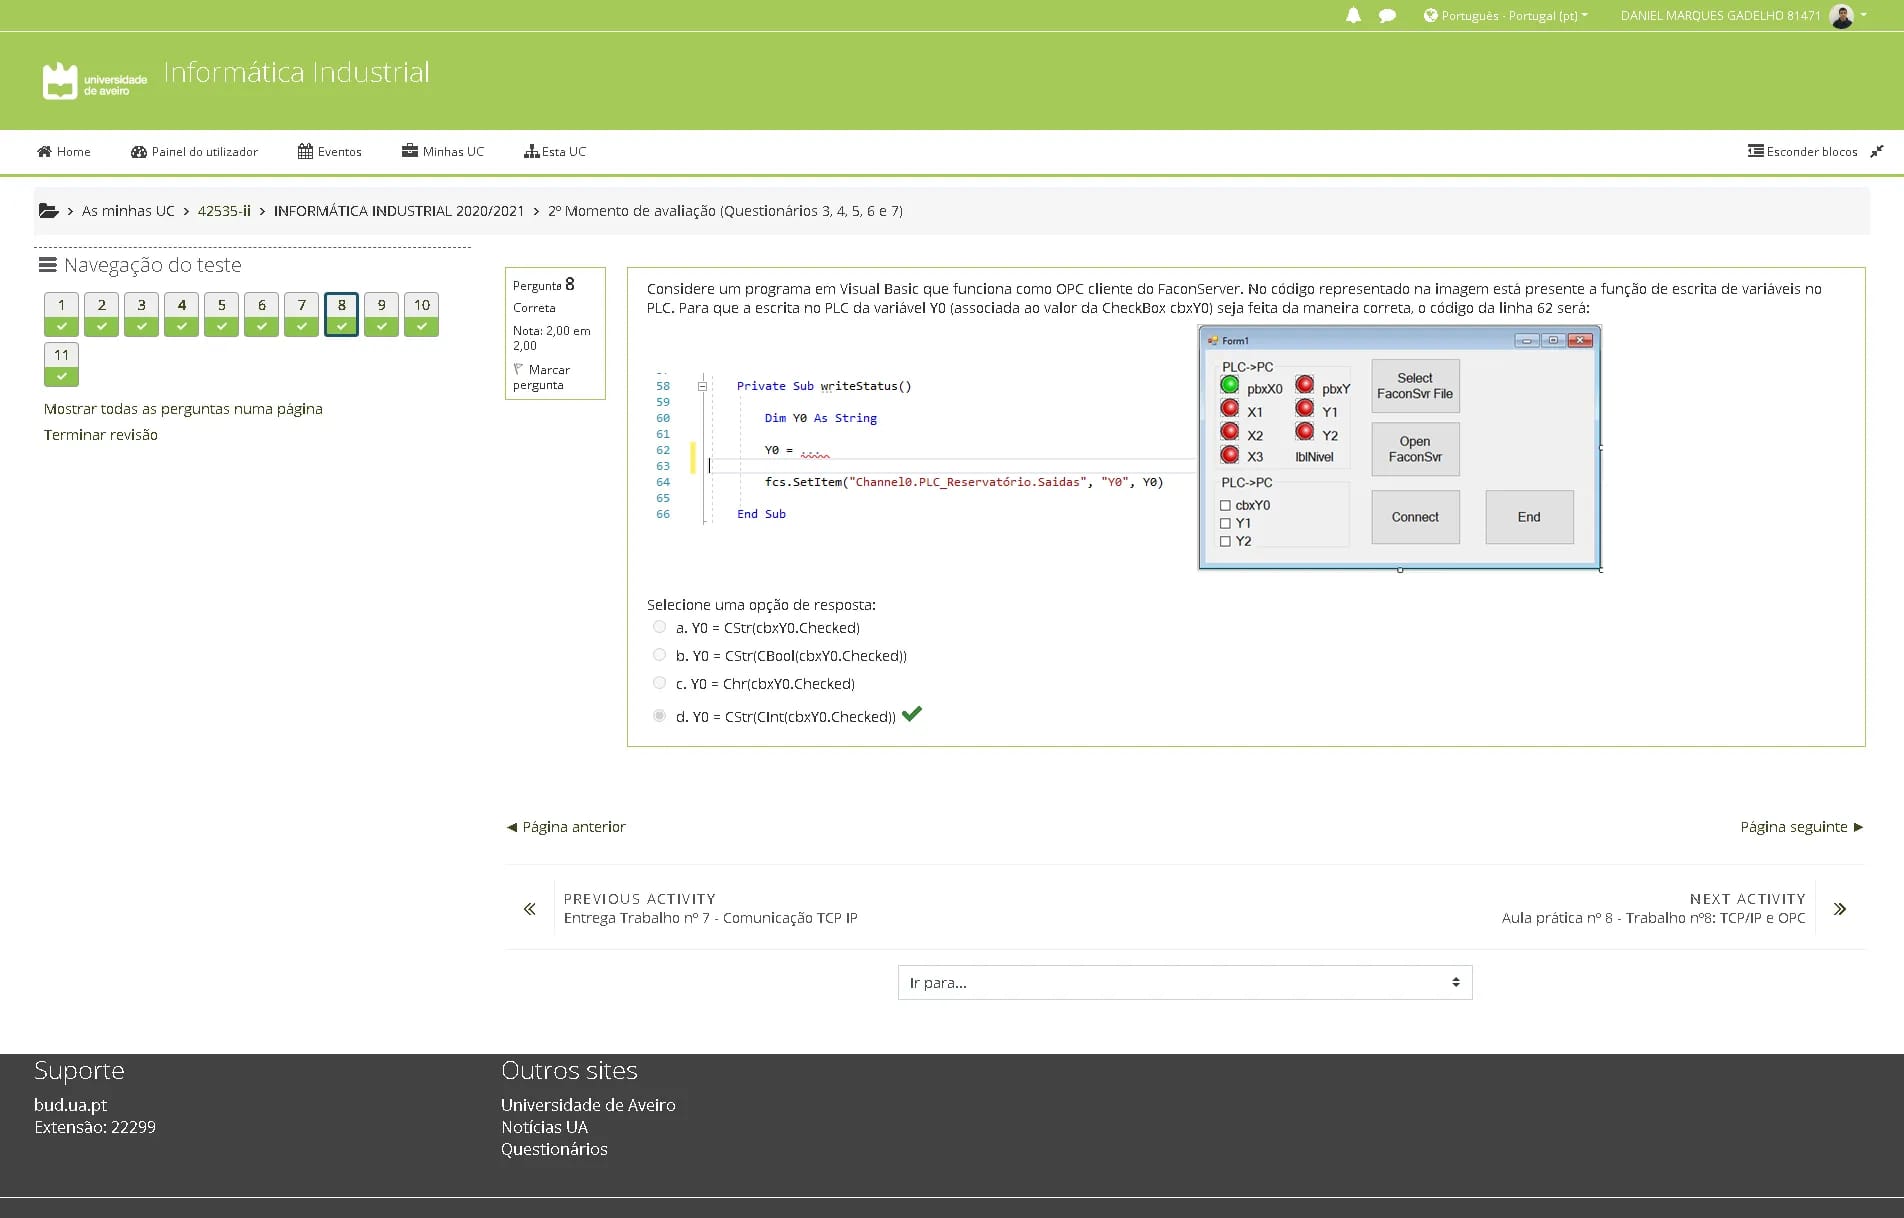 Português - Portugal (pt)
DANIEL MARQUES GADELHO 81471
universidade
de aveiro
Informática Industrial
Home
Painel do utilizador
Eventos
Minhas UC
Esta UC
Esconder blocos
As minhas UC › 42535-ii › INFORMÁTICA INDUSTRIAL 2020/2021 › 2º Momento de avaliação (Questionários 3, 4, 5, 6 e 7)
Navegação do teste
1 2 3 4 5 6 7 8 9 10
11
Mostrar todas as perguntas numa página
Terminar revisão
Pergunta 8
Correta
Nota: 2,00 em
2,00
Marcar
pergunta
Considere um programa em Visual Basic que funciona como OPC cliente do FaconServer. No código representado na imagem está presente a função de escrita de variáveis no
PLC. Para que a escrita no PLC da variável Y0 (associada ao valor da CheckBox cbxY0) seja feita da maneira correta, o código da linha 62 será:
58 Private Sub writeStatus()
59
60 Dim Y0 As String
61
62 Y0 = ....
63
64 fcs.SetItem("Channel0.PLC_Reservatório.Saidas", "Y0", Y0)
65
66 End Sub
Form1
PLC->PC
pbxX0 pbxY
X1 Y1
X2 Y2
X3 lblNivel
PLC->PC
cbxY0
Y1
Y2
Select
FaconSvr File
Open
FaconSvr
Connect
End
Selecione uma opção de resposta:
a. Y0 = CStr(cbxY0.Checked)
b. Y0 = CStr(CBool(cbxY0.Checked))
c. Y0 = Chr(cbxY0.Checked)
d. Y0 = CStr(CInt(cbxY0.Checked))
◄ Página anterior
Página seguinte ►
PREVIOUS ACTIVITY
Entrega Trabalho nº 7 - Comunicação TCP IP
NEXT ACTIVITY
Aula prática nº 8 - Trabalho nº8: TCP/IP e OPC
Ir para...
Suporte
bud.ua.pt
Extensão: 22299
Outros sites
Universidade de Aveiro
Notícias UA
Questionários